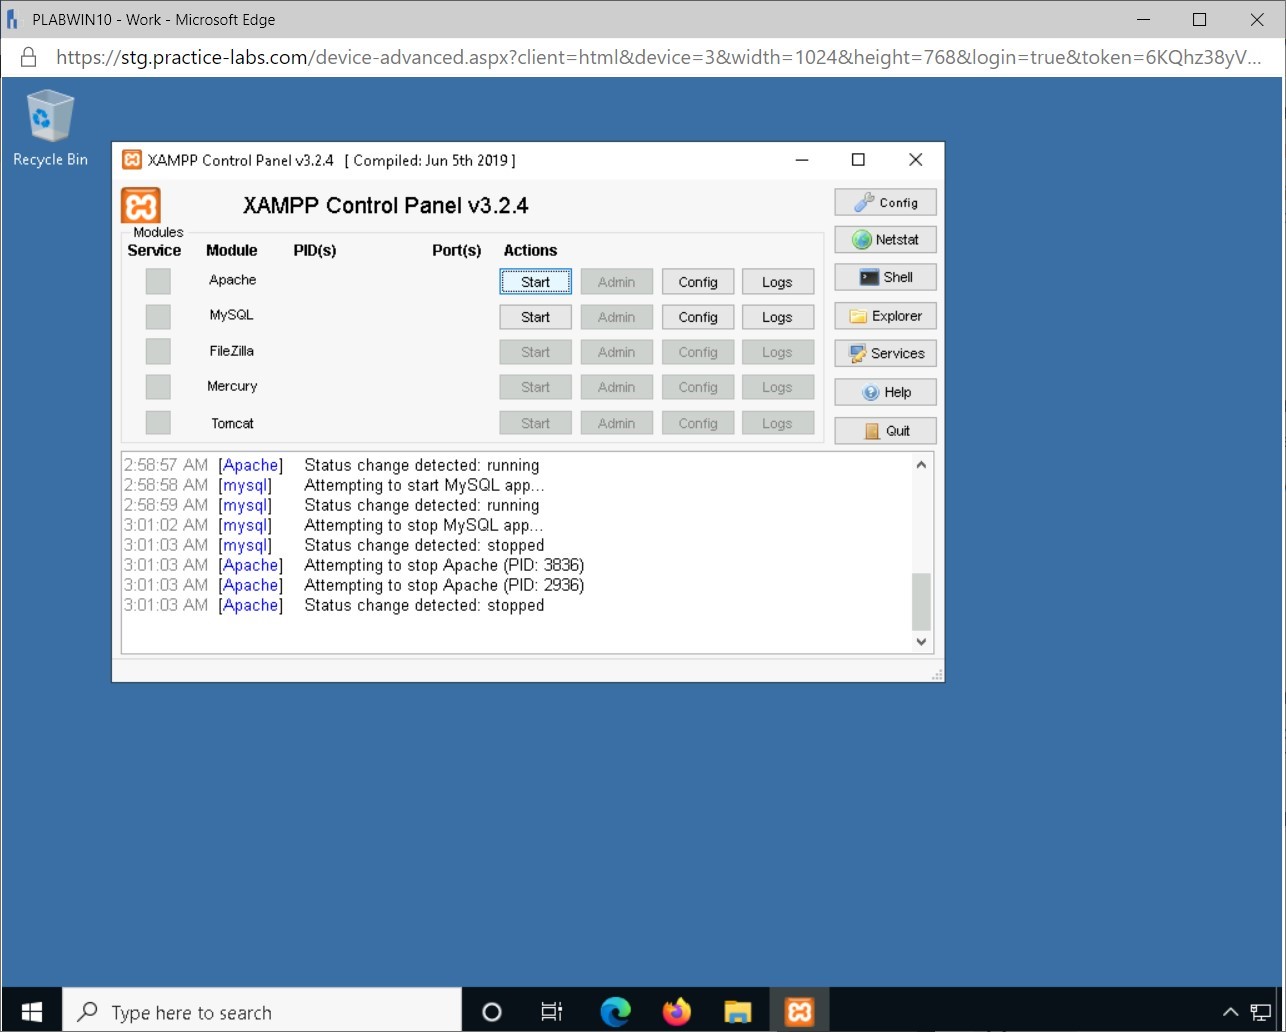 PLABWIN10 - Work - Microsoft Edge
https://stg.practice-labs.com/device-advanced.aspx?client=html&device=3&width=1024&height=768&login=true&token=6KQhz38yV...
Recycle Bin
XAMPP Control Panel v3.2.4 [ Compiled: Jun 5th 2019 ]
XAMPP Control Panel v3.2.4
Config
Modules
Netstat
Service Module PID(s) Port(s) Actions
Apache Start Admin Config Logs
Shell
MySQL Start Admin Config Logs
Explorer
FileZilla Start Admin Config Logs
Services
Mercury Start Admin Config Logs
Help
Tomcat Start Admin Config Logs
Quit
2:58:57 AM [Apache] Status change detected: running
2:58:58 AM [mysql] Attempting to start MySQL app...
2:58:59 AM [mysql] Status change detected: running
3:01:02 AM [mysql] Attempting to stop MySQL app...
3:01:03 AM [mysql] Status change detected: stopped
3:01:03 AM [Apache] Attempting to stop Apache (PID: 3836)
3:01:03 AM [Apache] Attempting to stop Apache (PID: 2936)
3:01:03 AM [Apache] Status change detected: stopped
Type here to search